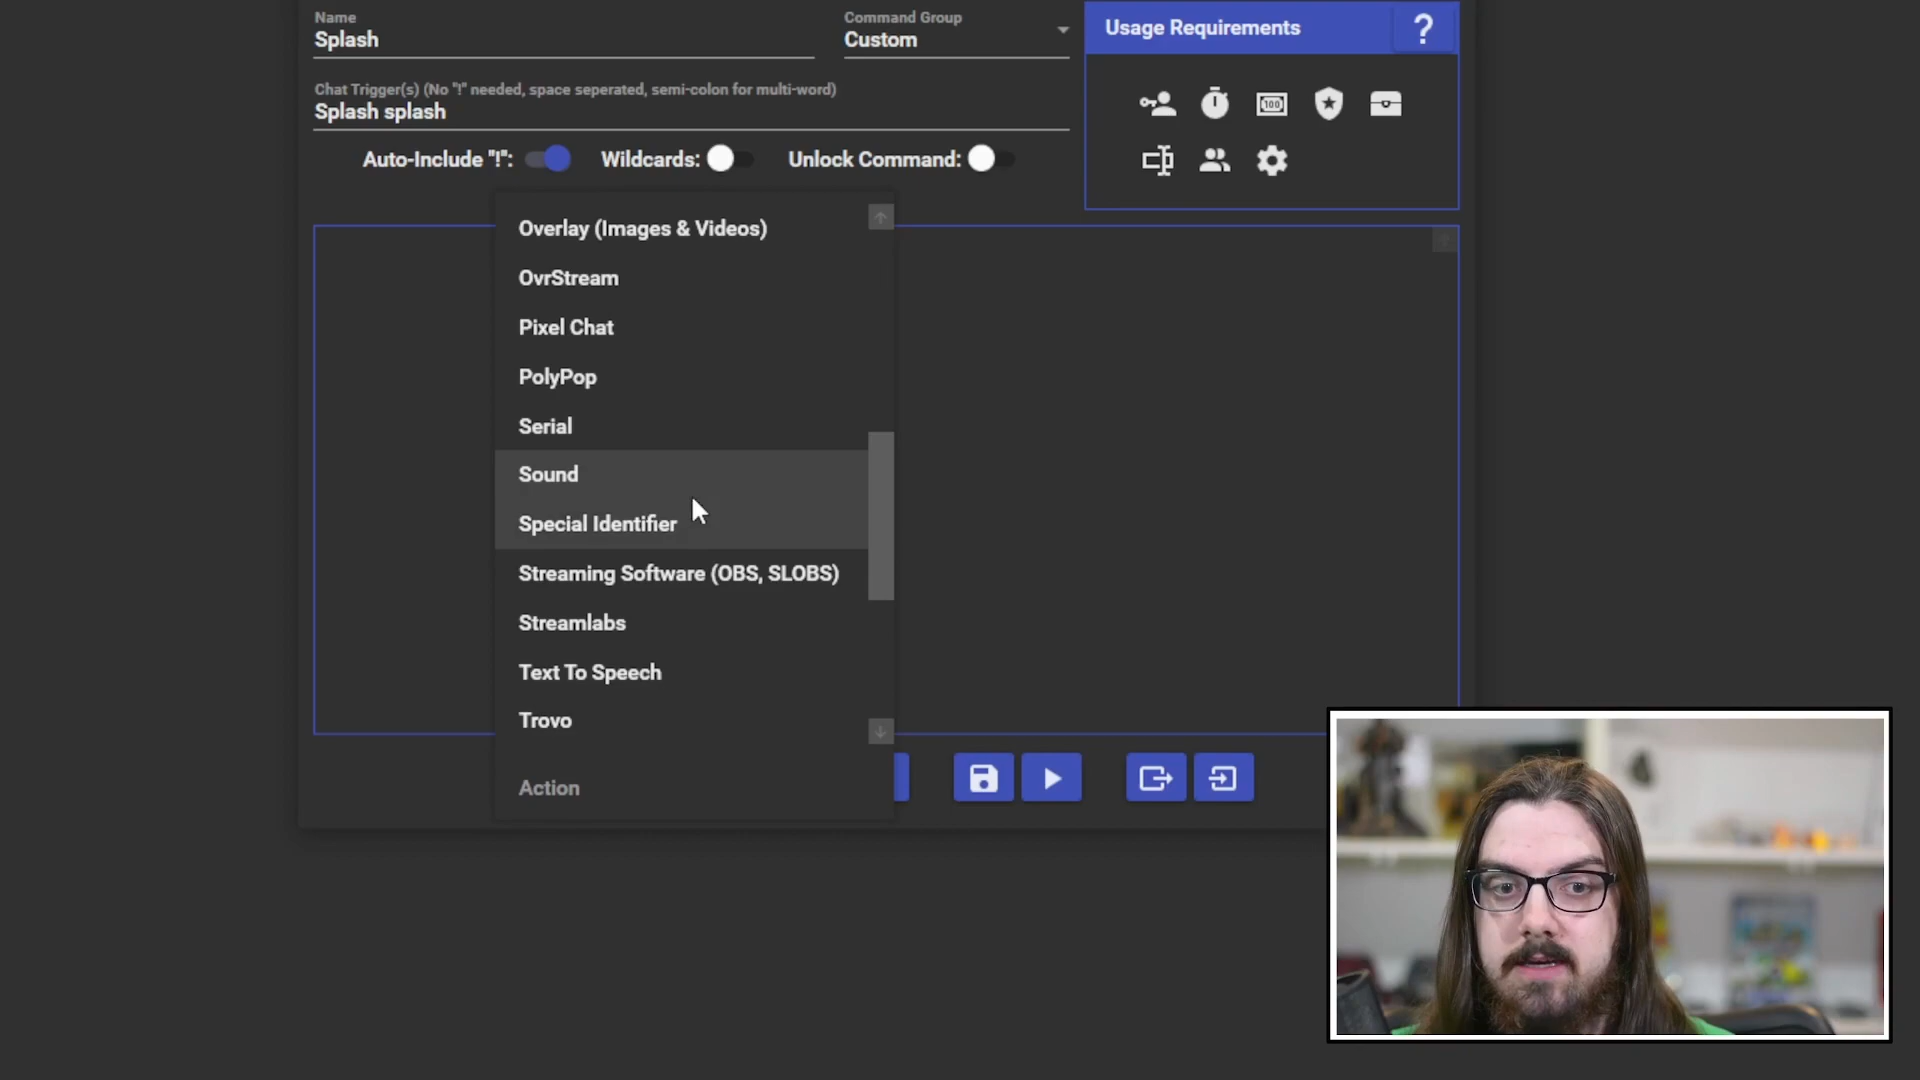 Name
Splash
Command Group
Custom
Usage Requirements
?
Chat Trigger(s) (No "!" needed, space seperated, semi-colon for multi-word)
Splash splash
100
Auto-Include "!":
Wildcards:
Unlock Command:
Overlay (Images & Videos)
OvrStream
Pixel Chat
PolyPop
Serial
Sound
Special Identifier
Streaming Software (OBS, SLOBS)
Streamlabs
Text To Speech
Trovo
Action